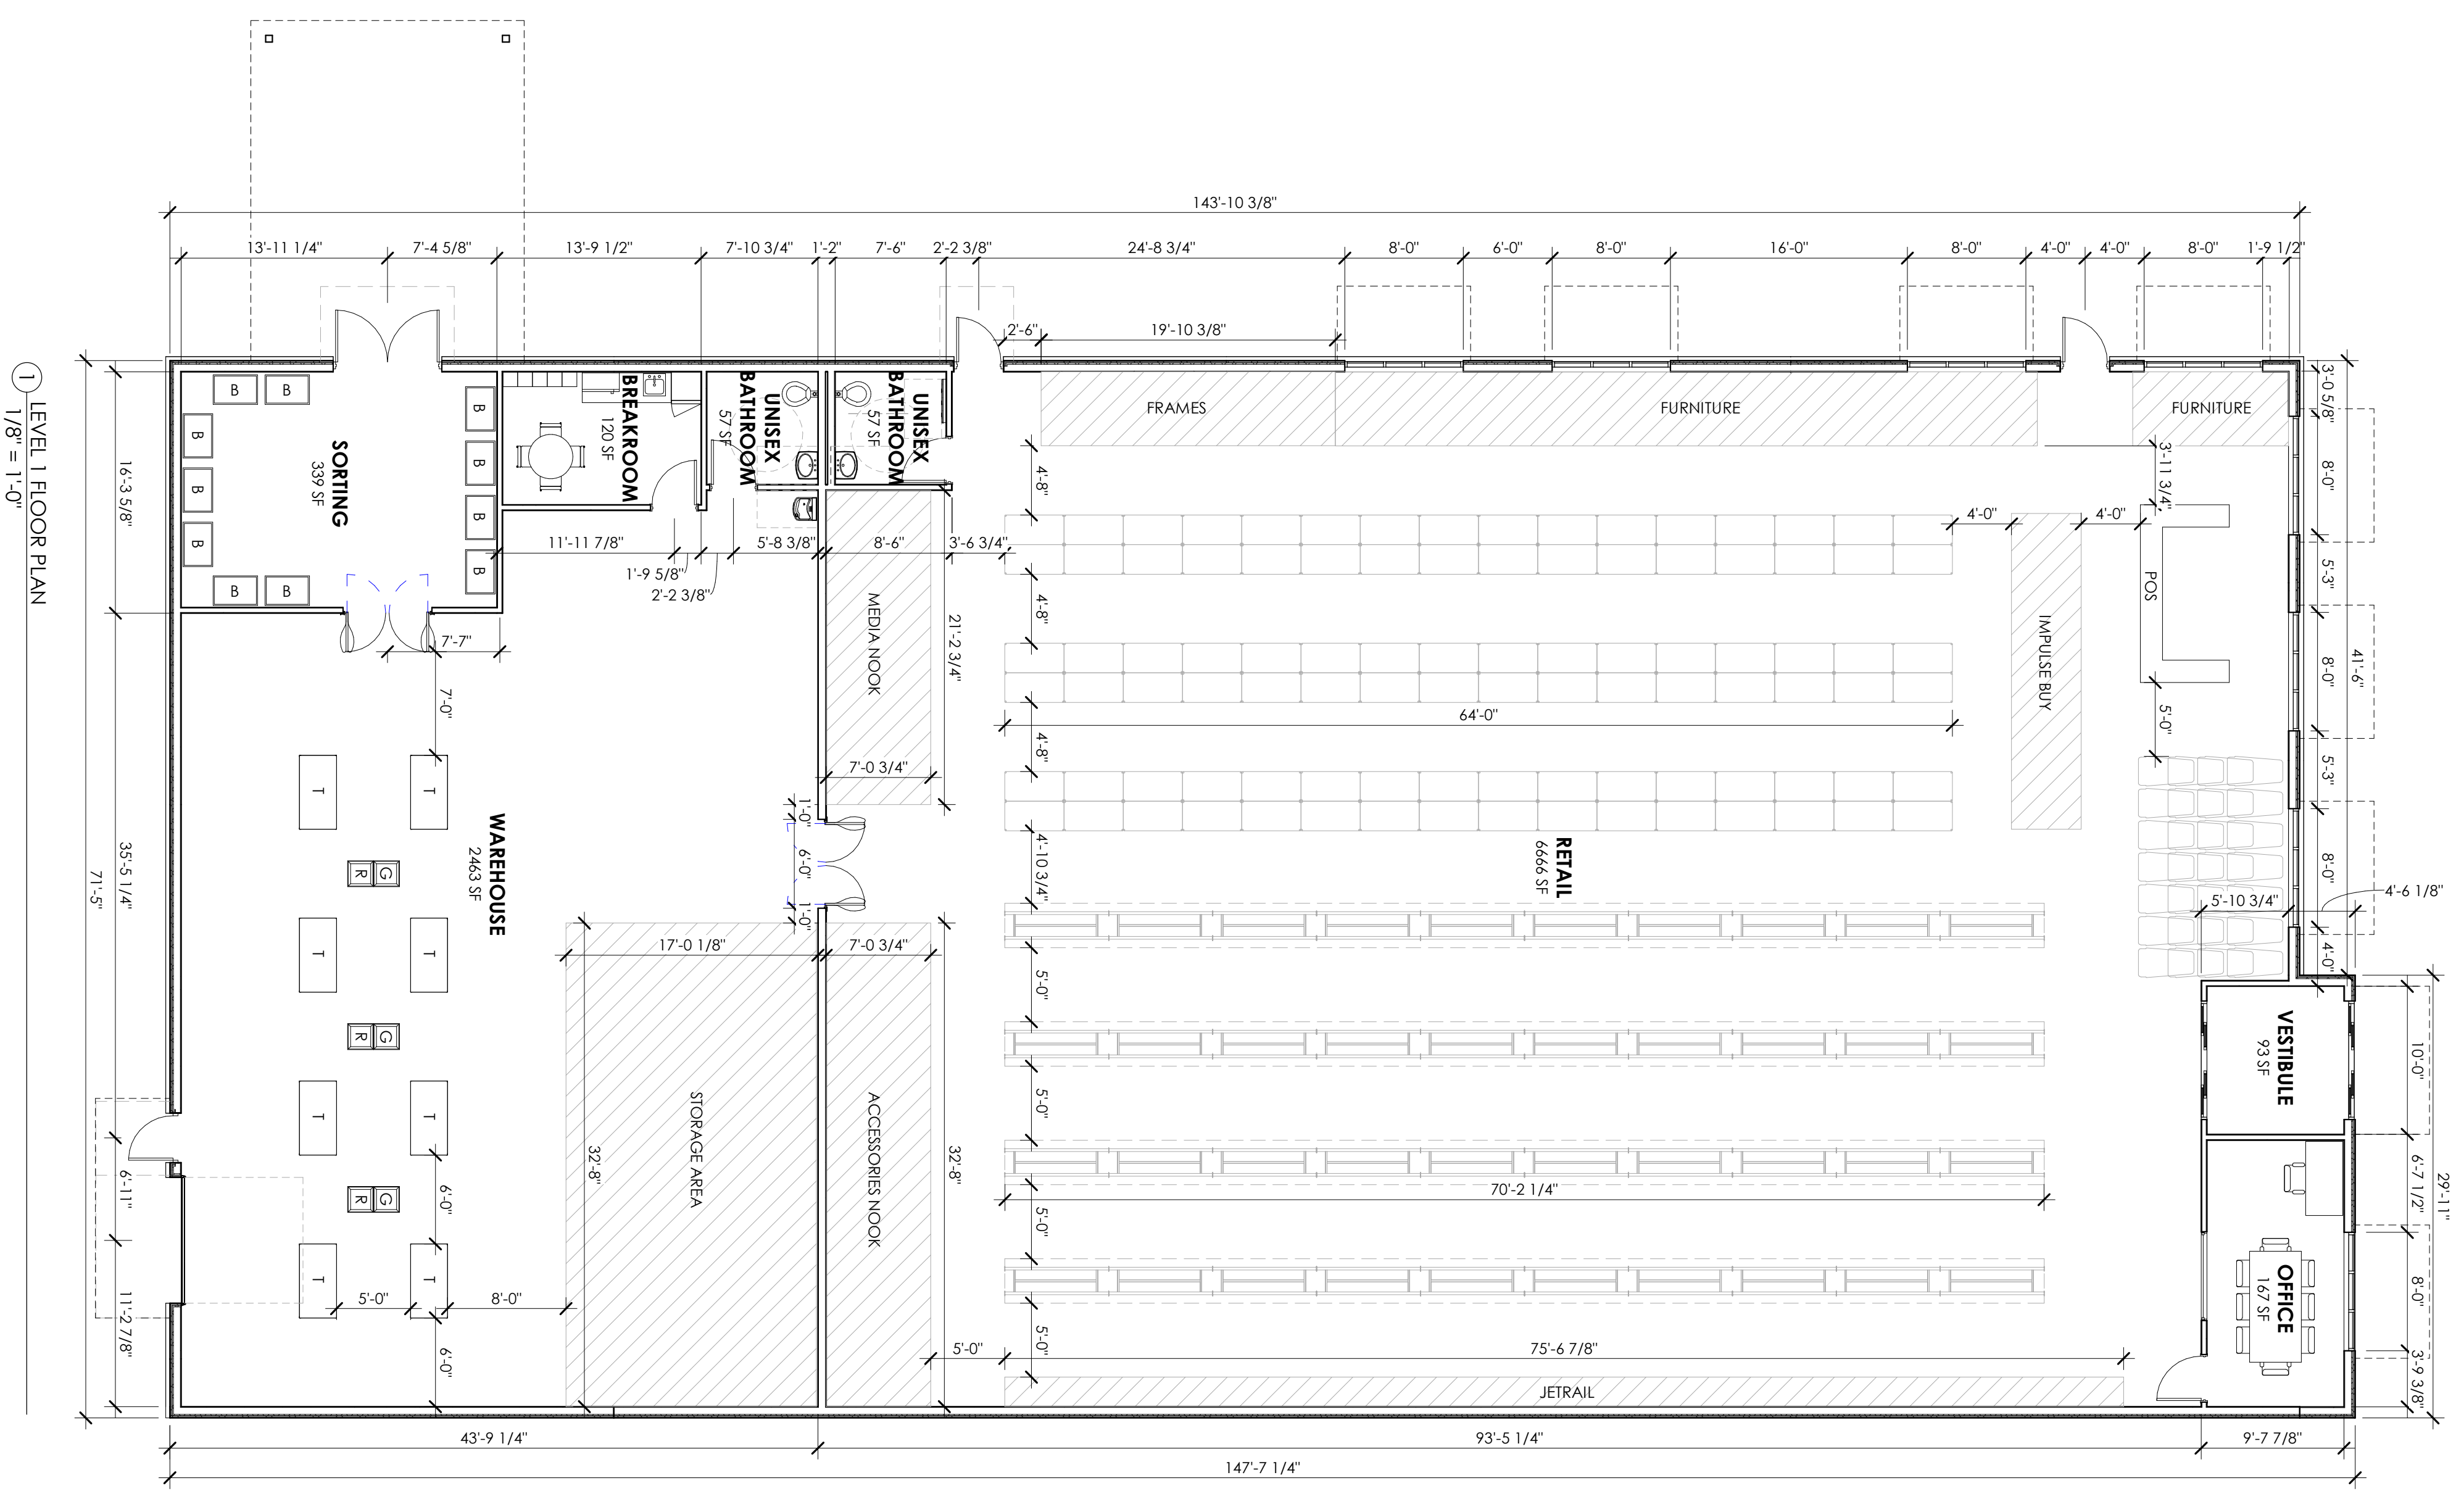 143'-10 3/8"
13'-11 1/4"
7'-4 5/8"
13'-9 1/2"
7'-10 3/4"
1'-2"
7'-6"
2'-2 3/8"
24'-8 3/4"
8'-0"
6'-0"
8'-0"
16'-0"
8'-0"
4'-0"
4'-0"
8'-0"
1'-9 1/2"
2'-6"
19'-10 3/8"
FRAMES
FURNITURE
FURNITURE
3'-0 5/8"
8'-0"
5'-3"
8'-0"
5'-3"
8'-0"
4'-0"
41'-6"
4'-6 1/8"
5'-10 3/4"
B
B
B
B
B
B
B
B
B
B
B
SORTING
339 SF
BREAKROOM
120 SF
UNISEX
BATHROOM
57 SF
UNISEX
BATHROOM
57 SF
16'-3 5/8"
35'-5 1/4"
71'-5"
6'-11"
11'-2 7/8"
11'-11 7/8"
1'-9 5/8"
2'-2 3/8"
5'-8 3/8"
8'-6"
3'-6 3/4"
7'-7"
7'-0"
MEDIA NOOK
21'-2 3/4"
7'-0 3/4"
1'-0"
6'-0"
1'-0"
4'-8"
4'-8"
4'-8"
4'-10 3/4"
5'-0"
5'-0"
5'-0"
5'-0"
64'-0"
4'-0"
4'-0"
3'-11 3/4"
POS
IMPULSE BUY
5'-0"
RETAIL
6666 SF
WAREHOUSE
2463 SF
T
T
G
R
T
T
G
R
T
T
G
R
T
T
6'-0"
5'-0"
8'-0"
6'-0"
17'-0 1/8"
7'-0 3/4"
STORAGE AREA
32'-8"
ACCESSORIES NOOK
32'-8"
70'-2 1/4"
5'-0"
75'-6 7/8"
JETRAIL
VESTIBULE
93 SF
OFFICE
167 SF
10'-0"
6'-7 1/2"
8'-0"
3'-9 3/8"
29'-11"
43'-9 1/4"
93'-5 1/4"
9'-7 7/8"
147'-7 1/4"
1
LEVEL 1 FLOOR PLAN
1/8" = 1'-0"